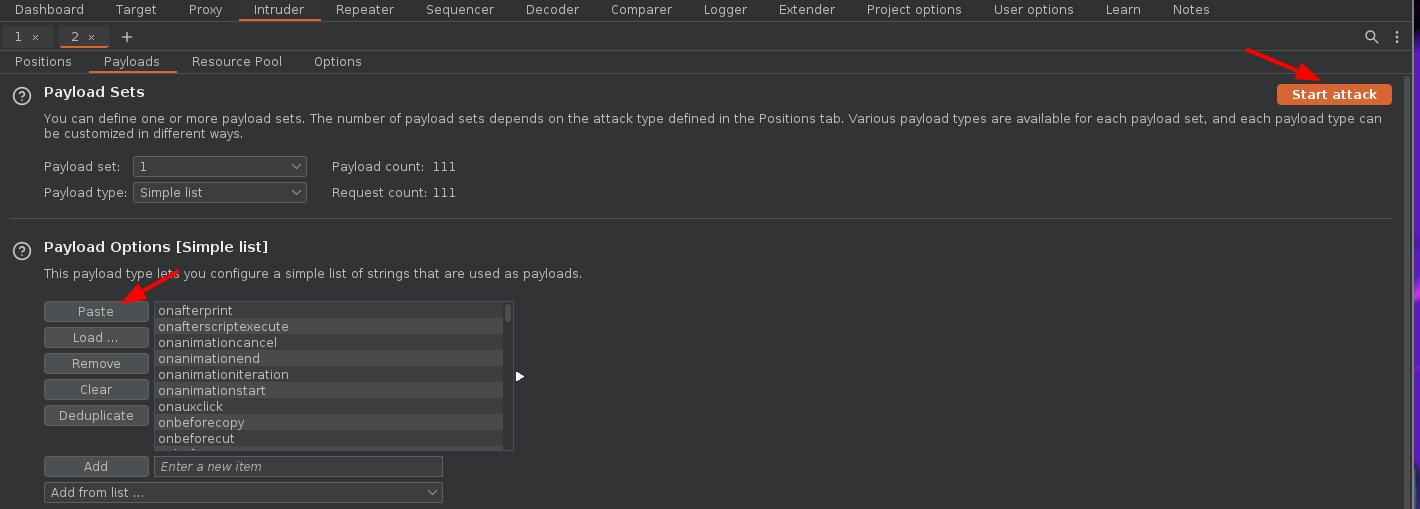 Dashboard Target Proxy Intruder Repeater Sequencer Decoder Comparer Logger Extender Project options User options Learn Notes
1 × 2 × +
Positions Payloads Resource Pool Options
? Payload Sets Start attack
You can define one or more payload sets. The number of payload sets depends on the attack type defined in the Positions tab. Various payload types are available for each payload set, and each payload type can
be customized in different ways.
Payload set: 1 Payload count: 111
Payload type: Simple list Request count: 111
? Payload Options [Simple list]
This payload type lets you configure a simple list of strings that are used as payloads.
Paste onafterprint
onafterscriptexecute
Load ... onanimationcancel
onanimationend
Remove onanimationiteration
Clear onanimationstart
onauxclick
Deduplicate onbeforecopy
onbeforecut
Add Enter a new item
Add from list ...